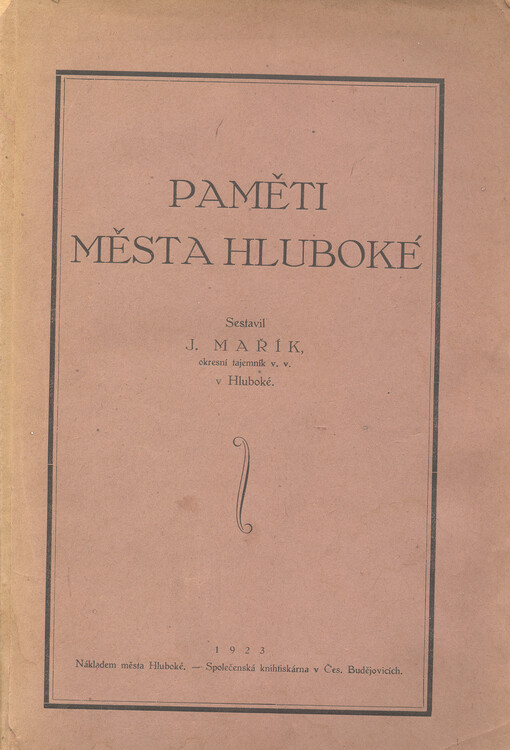 PAMĚTI
MĚSTA HLUBOKÉ
Sestavil
J. MAŘÍK,
okresní tajemník v. v.
v Hluboké.
1923
Nákladem města Hluboké. — Společenská knihtiskárna v Čes. Budějovicích.